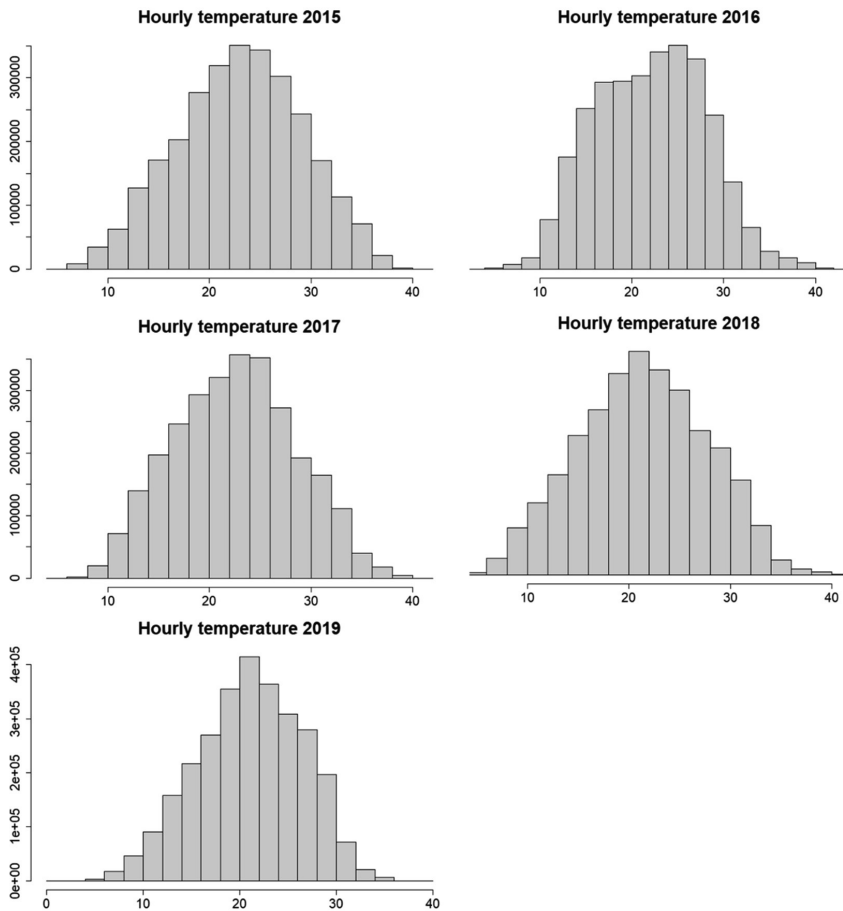 Hourly temperature 2015
300000
200000
100000
0
10 20 30 40
Hourly temperature 2016
10 20 30 40
Hourly temperature 2017
300000
200000
100000
0
10 20 30 40
Hourly temperature 2018
10 20 30 40
Hourly temperature 2019
4e+05
3e+05
2e+05
1e+05
0e+00
0 10 20 30 40